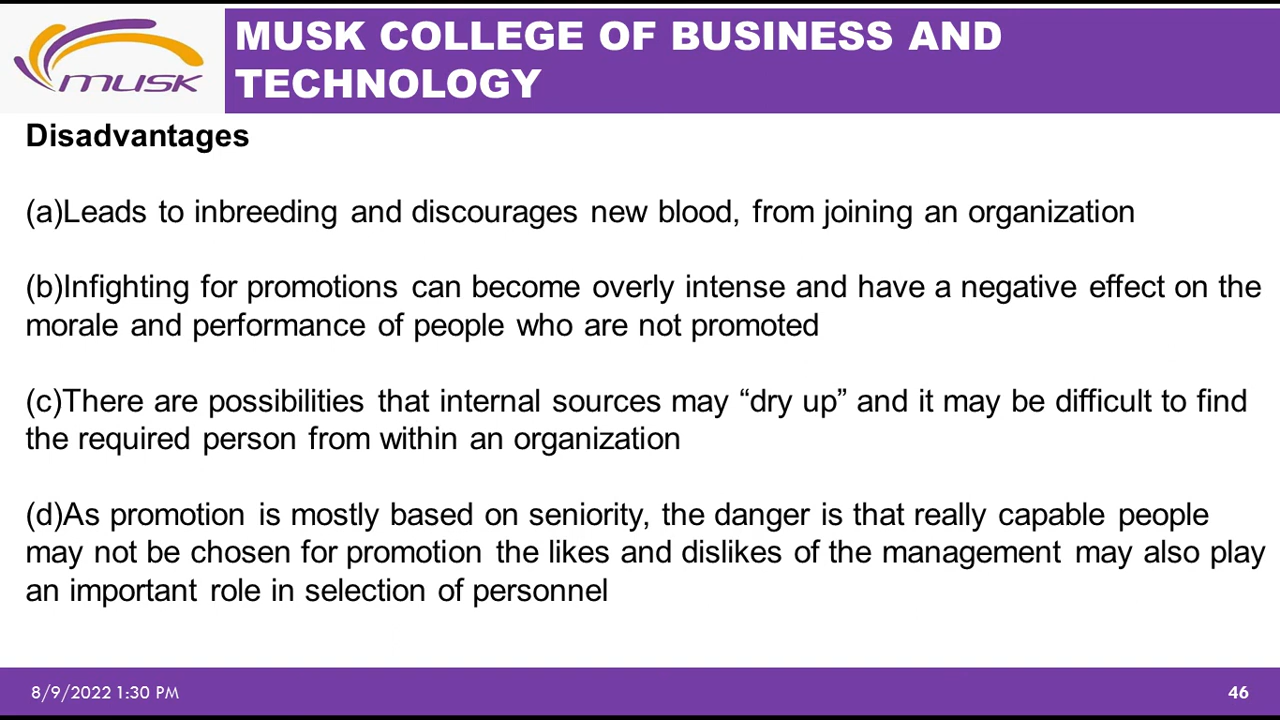 musk
MUSK COLLEGE OF BUSINESS AND
TECHNOLOGY
Disadvantages
(a)Leads to inbreeding and discourages new blood, from joining an organization
(b)Infighting for promotions can become overly intense and have a negative effect on the
morale and performance of people who are not promoted
(c)There are possibilities that internal sources may “dry up” and it may be difficult to find
the required person from within an organization
(d)As promotion is mostly based on seniority, the danger is that really capable people
may not be chosen for promotion the likes and dislikes of the management may also play
an important role in selection of personnel
8/9/2022 1:30 PM
46